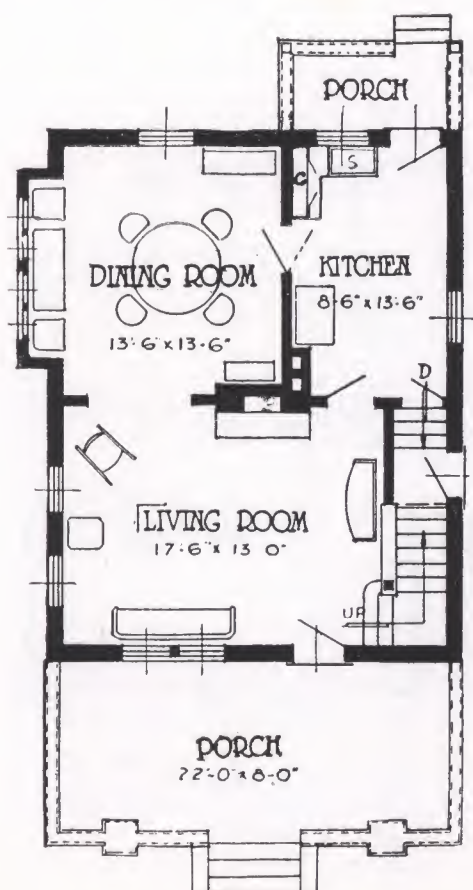 PORCH
S
C
DINING ROOM
13'-6" x 13'-6"
KITCHEN
8'-6" x 13'-6"
D
LIVING ROOM
17'-6" x 13'-0"
UP
PORCH
22'-0" x 8'-0"